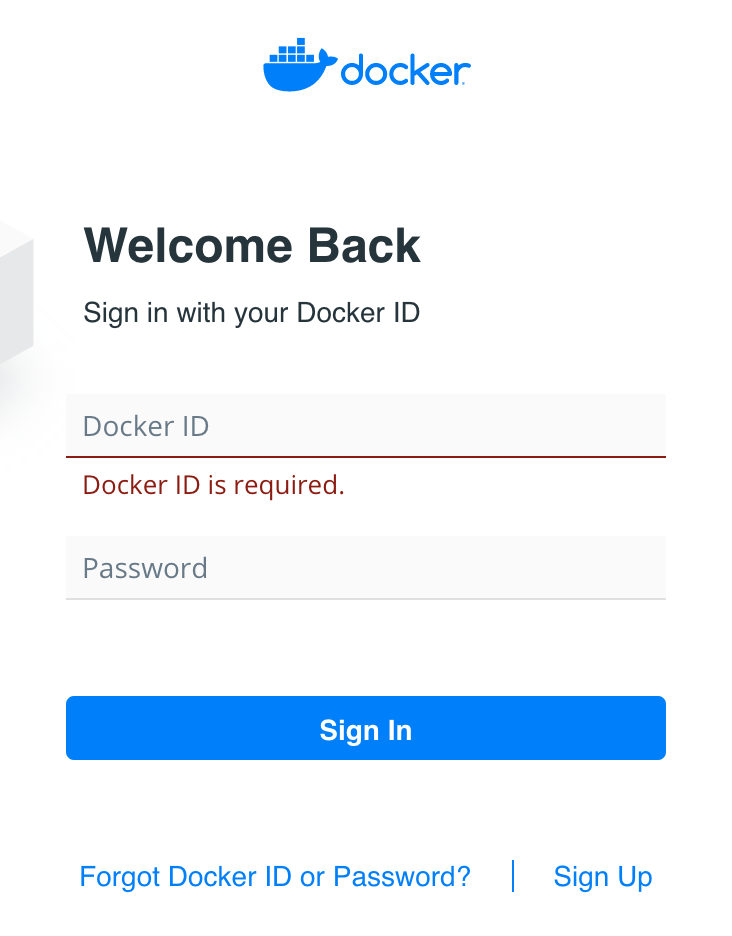 docker
Welcome Back
Sign in with your Docker ID
Docker ID
Docker ID is required.
Password
Sign In
Forgot Docker ID or Password? | Sign Up